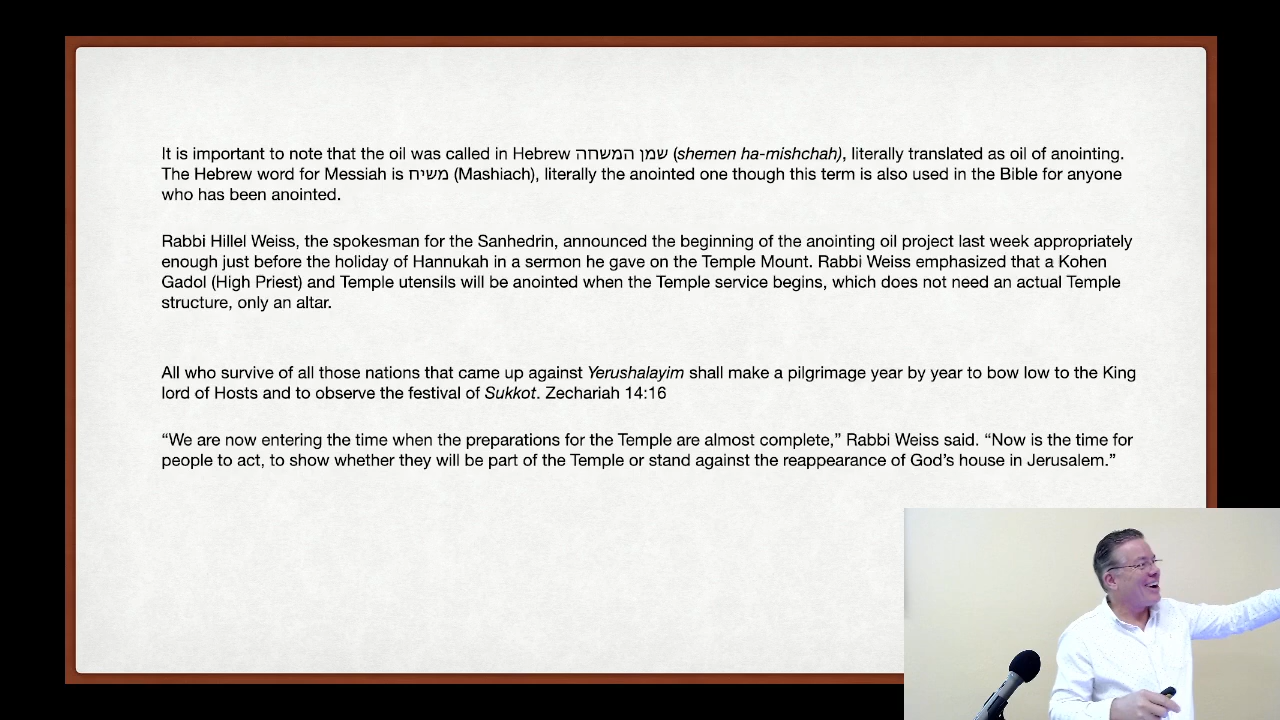 It is important to note that the oil was called in Hebrew שמן המשחה (shemen ha-mishchah), literally translated as oil of anointing.
The Hebrew word for Messiah is משיח (Mashiach), literally the anointed one though this term is also used in the Bible for anyone
who has been anointed.
Rabbi Hillel Weiss, the spokesman for the Sanhedrin, announced the beginning of the anointing oil project last week appropriately
enough just before the holiday of Hannukah in a sermon he gave on the Temple Mount. Rabbi Weiss emphasized that a Kohen
Gadol (High Priest) and Temple utensils will be anointed when the Temple service begins, which does not need an actual Temple
structure, only an altar.
All who survive of all those nations that came up against Yerushalayim shall make a pilgrimage year by year to bow low to the King
lord of Hosts and to observe the festival of Sukkot. Zechariah 14:16
“We are now entering the time when the preparations for the Temple are almost complete,” Rabbi Weiss said. “Now is the time for
people to act, to show whether they will be part of the Temple or stand against the reappearance of God’s house in Jerusalem.”